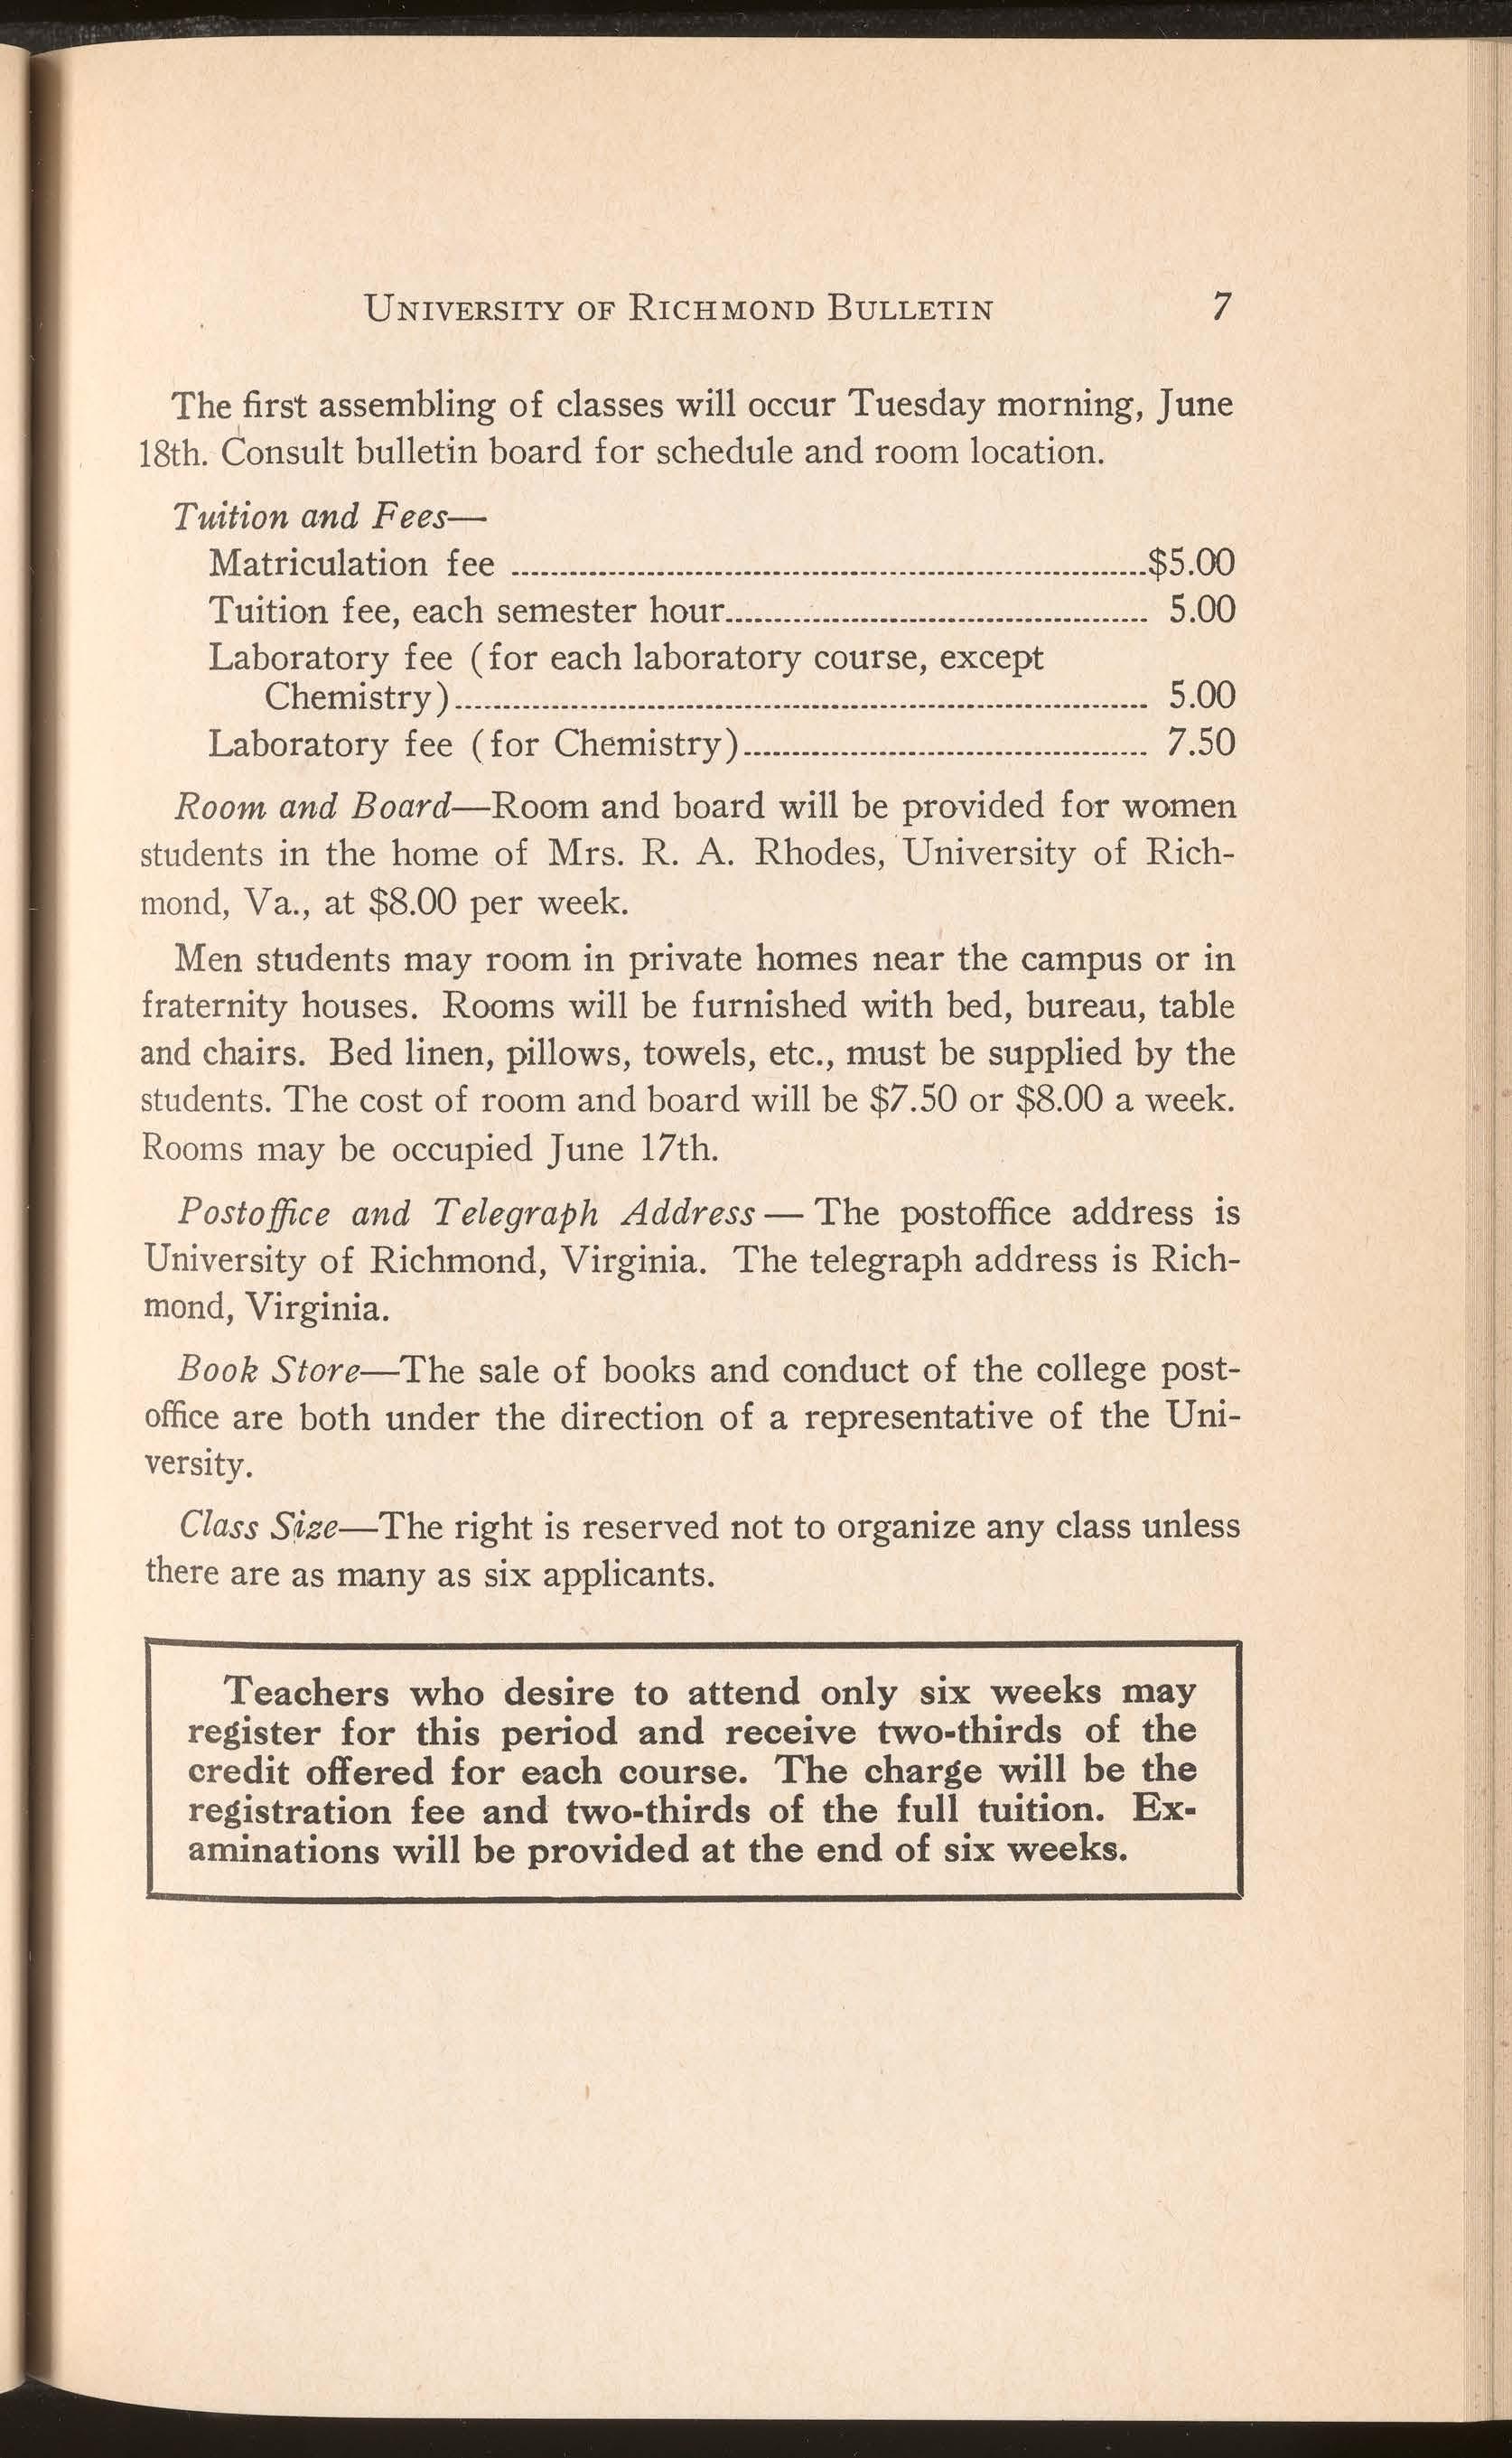 UNIVERSITY OF RICHMOND BULLETIN 7
The first assembling of classes will occur Tuesday morning, June
18th. Consult bulletin board for schedule and room location.
Tuition and Fees—
Matriculation fee ........ $5.00
Tuition fee, each semester hour........ 5.00
Laboratory fee (for each laboratory course, except
Chemistry)........ 5.00
Laboratory fee (for Chemistry)........ 7.50
Room and Board—Room and board will be provided for women
students in the home of Mrs. R. A. Rhodes, University of Rich-
mond, Va., at $8.00 per week.
Men students may room in private homes near the campus or in
fraternity houses. Rooms will be furnished with bed, bureau, table
and chairs. Bed linen, pillows, towels, etc., must be supplied by the
students. The cost of room and board will be $7.50 or $8.00 a week.
Rooms may be occupied June 17th.
Postoffice and Telegraph Address — The postoffice address is
University of Richmond, Virginia. The telegraph address is Rich-
mond, Virginia.
Book Store—The sale of books and conduct of the college post-
office are both under the direction of a representative of the Uni-
versity.
Class Size—The right is reserved not to organize any class unless
there are as many as six applicants.
Teachers who desire to attend only six weeks may
register for this period and receive two-thirds of the
credit offered for each course. The charge will be the
registration fee and two-thirds of the full tuition. Ex-
aminations will be provided at the end of six weeks.